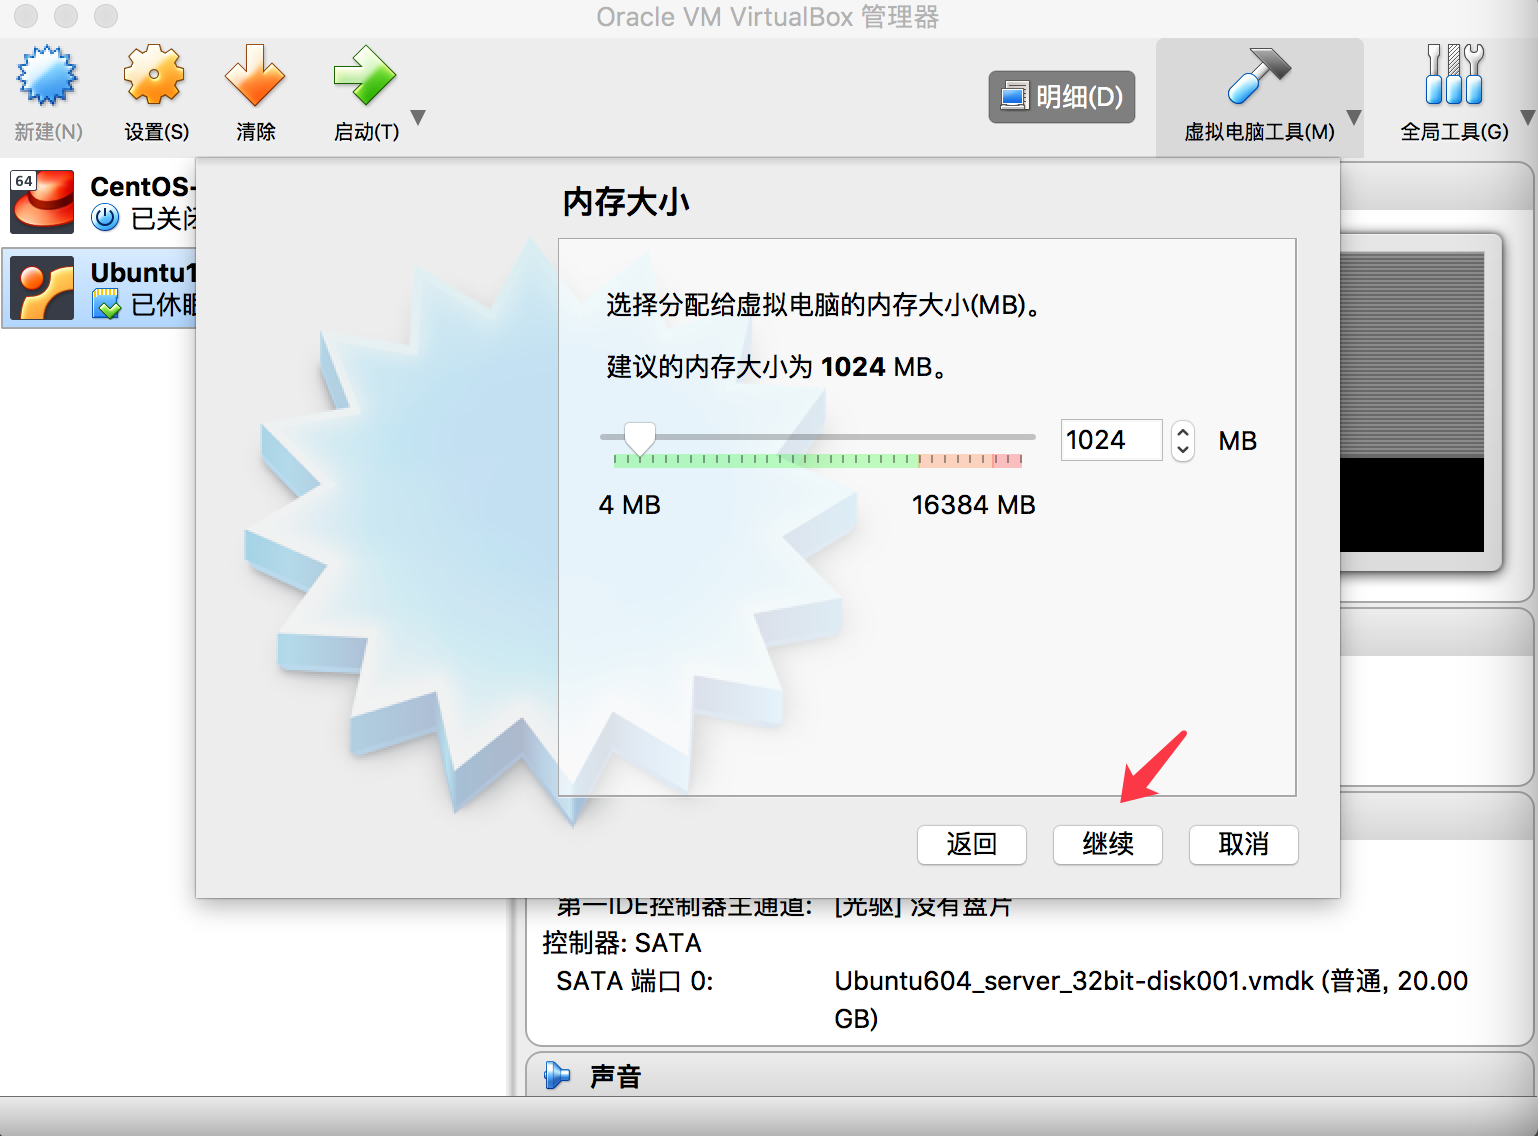 Oracle VM VirtualBox 管理器
新建(N)
设置(S)
清除
启动(T)
明细(D)
虚拟电脑工具(M)
全局工具(G)
64
CentOS-
已关闭
Ubuntu1
已休眠
内存大小
选择分配给虚拟电脑的内存大小(MB)。
建议的内存大小为 1024 MB。
1024
MB
4 MB
16384 MB
返回
继续
取消
第一IDE控制器主通道:
[光驱] 没有盘片
控制器: SATA
SATA 端口 0:
Ubuntu604_server_32bit-disk001.vmdk (普通, 20.00
GB)
声音